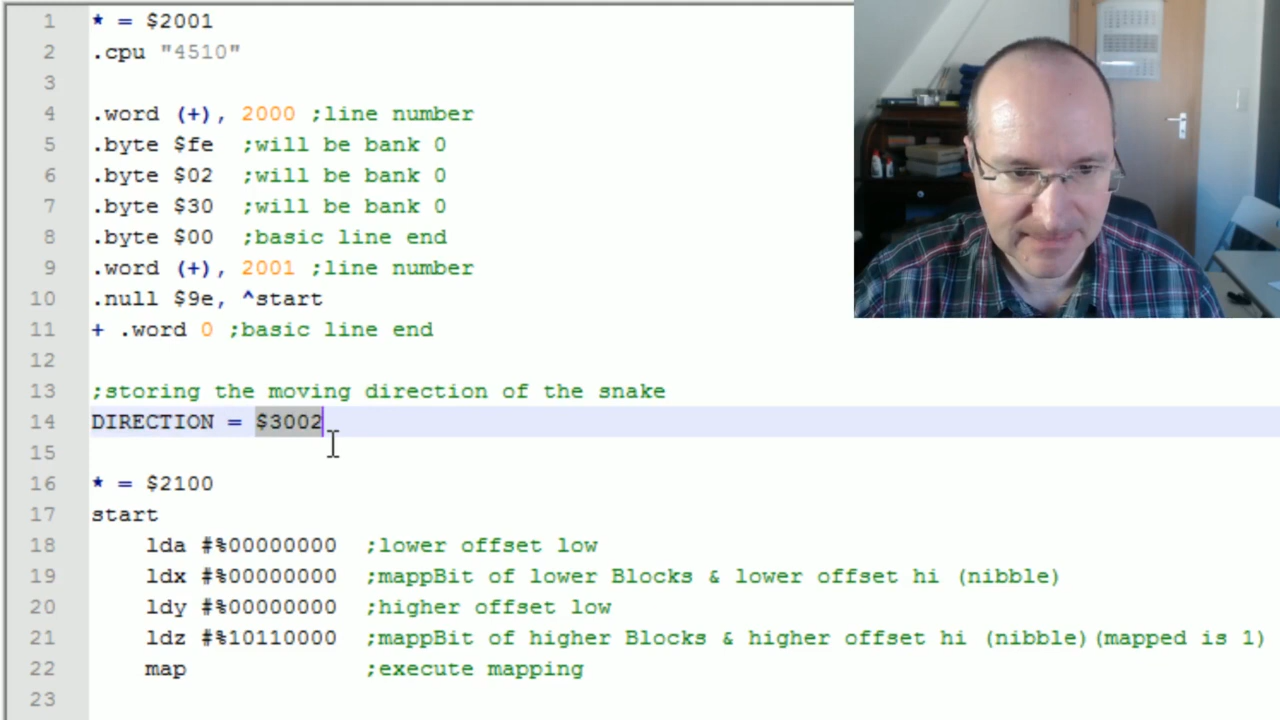 1 * = $2001
2 .cpu "4510"
3
4 .word (+), 2000 ;line number
5 .byte $fe ;will be bank 0
6 .byte $02 ;will be bank 0
7 .byte $30 ;will be bank 0
8 .byte $00 ;basic line end
9 .word (+), 2001 ;line number
10 .null $9e, ^start
11 + .word 0 ;basic line end
12
13 ;storing the moving direction of the snake
14 DIRECTION = $3002
15
16 * = $2100
17 start
18 lda #%00000000 ;lower offset low
19 ldx #%00000000 ;mappBit of lower Blocks & lower offset hi (nibble)
20 ldy #%00000000 ;higher offset low
21 ldz #%10110000 ;mappBit of higher Blocks & higher offset hi (nibble)(mapped is 1)
22 map ;execute mapping
23